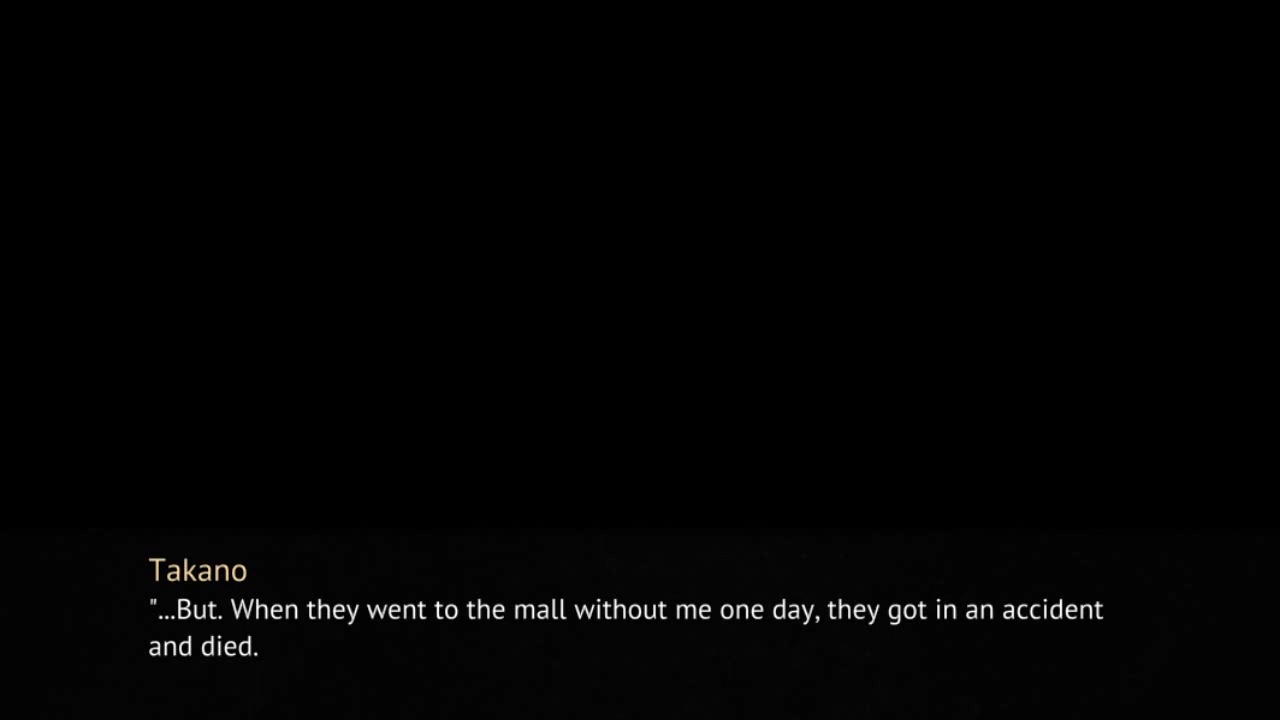 Takano
"...But. When they went to the mall without me one day, they got in an accident
and died.